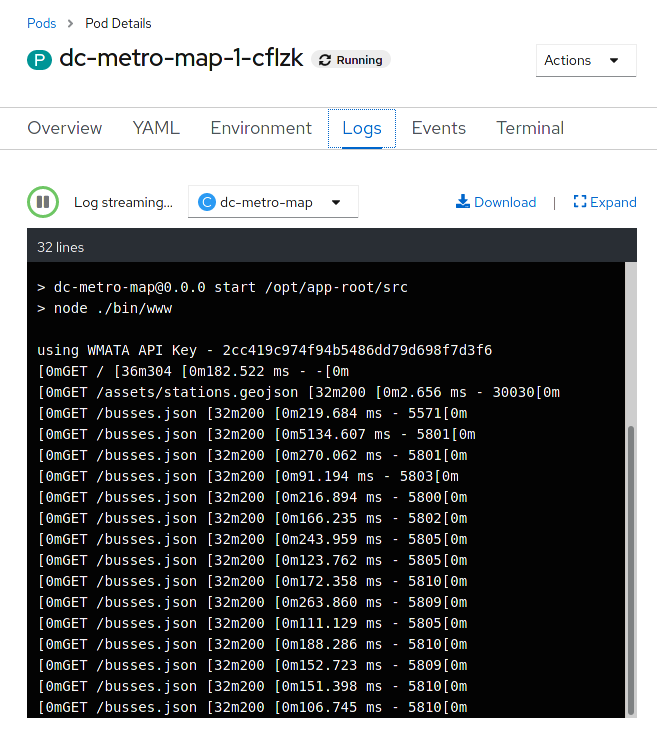 Pods > Pod Details
P dc-metro-map-1-cflzk Running
Actions
Overview YAML Environment Logs Events Terminal
Log streaming... C dc-metro-map Download | Expand
32 lines
> dc-metro-map@0.0.0 start /opt/app-root/src
> node ./bin/www
using WMATA API Key - 2cc419c974f94b5486dd79d698f7d3f6
[0mGET / [36m304 [0m182.522 ms - -[0m
[0mGET /assets/stations.geojson [32m200 [0m2.656 ms - 30030[0m
[0mGET /busses.json [32m200 [0m219.684 ms - 5571[0m
[0mGET /busses.json [32m200 [0m5134.607 ms - 5801[0m
[0mGET /busses.json [32m200 [0m270.062 ms - 5801[0m
[0mGET /busses.json [32m200 [0m91.194 ms - 5803[0m
[0mGET /busses.json [32m200 [0m216.894 ms - 5800[0m
[0mGET /busses.json [32m200 [0m166.235 ms - 5802[0m
[0mGET /busses.json [32m200 [0m243.959 ms - 5805[0m
[0mGET /busses.json [32m200 [0m123.762 ms - 5805[0m
[0mGET /busses.json [32m200 [0m172.358 ms - 5810[0m
[0mGET /busses.json [32m200 [0m263.860 ms - 5809[0m
[0mGET /busses.json [32m200 [0m111.129 ms - 5805[0m
[0mGET /busses.json [32m200 [0m188.286 ms - 5810[0m
[0mGET /busses.json [32m200 [0m152.723 ms - 5809[0m
[0mGET /busses.json [32m200 [0m151.398 ms - 5810[0m
[0mGET /busses.json [32m200 [0m106.745 ms - 5810[0m